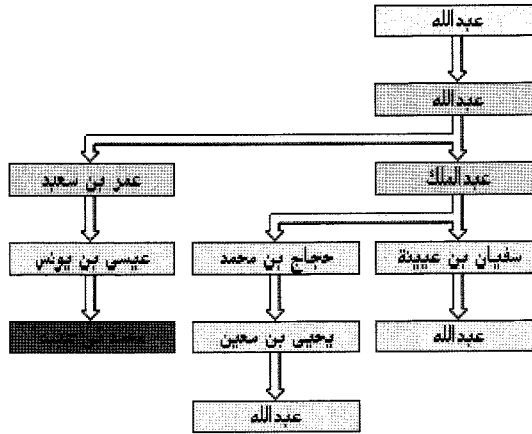 عبدالله
عبدالله
عبدالملك
عمر بن سعيد
سفيان بن عيينة
حجاج بن محمد
عيسى بن يونس
عبدالله
يحيى بن معين
عبدالله